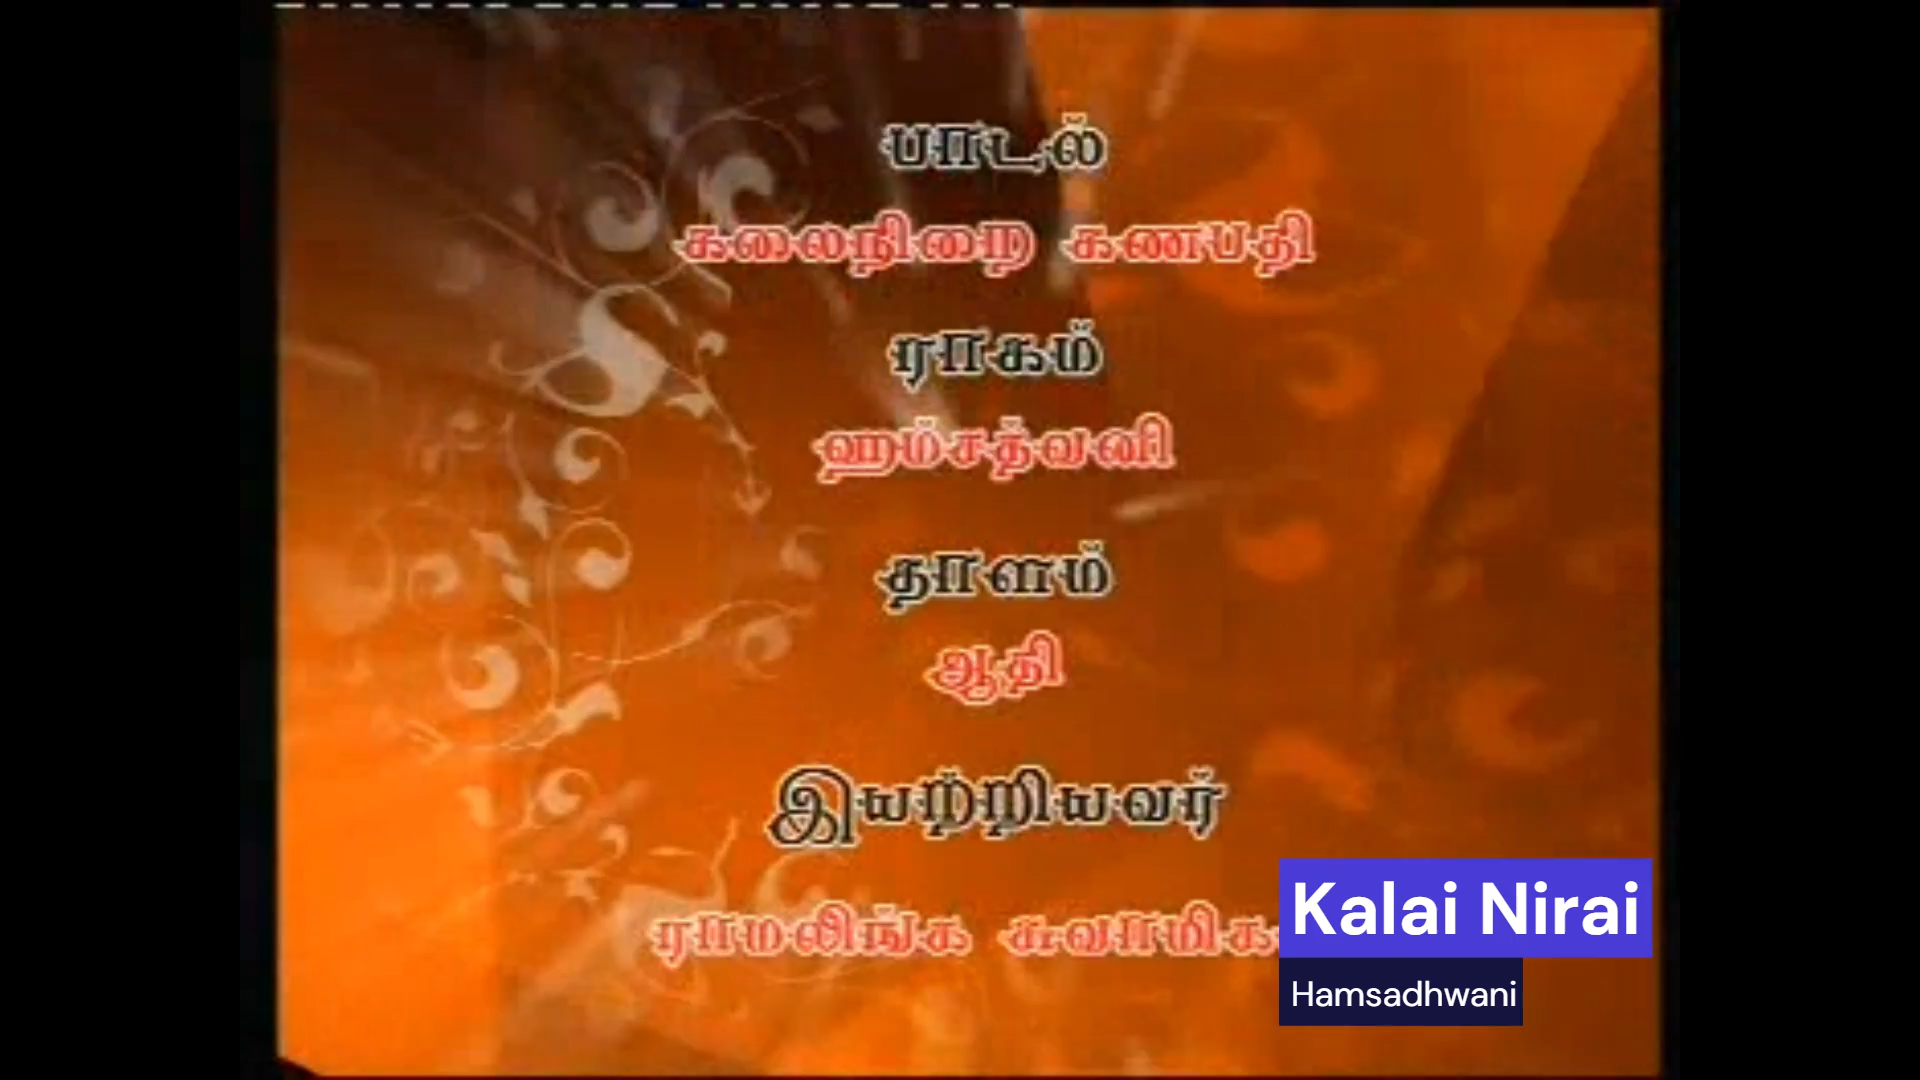 பாடல்
கலைநிறை கணபதி
ராகம்
ஹம்சத்வனி
தாளம்
ஆதி
இயற்றியவர்
ராமலிங்க சுவாமிக
Kalai Nirai
Hamsadhwani